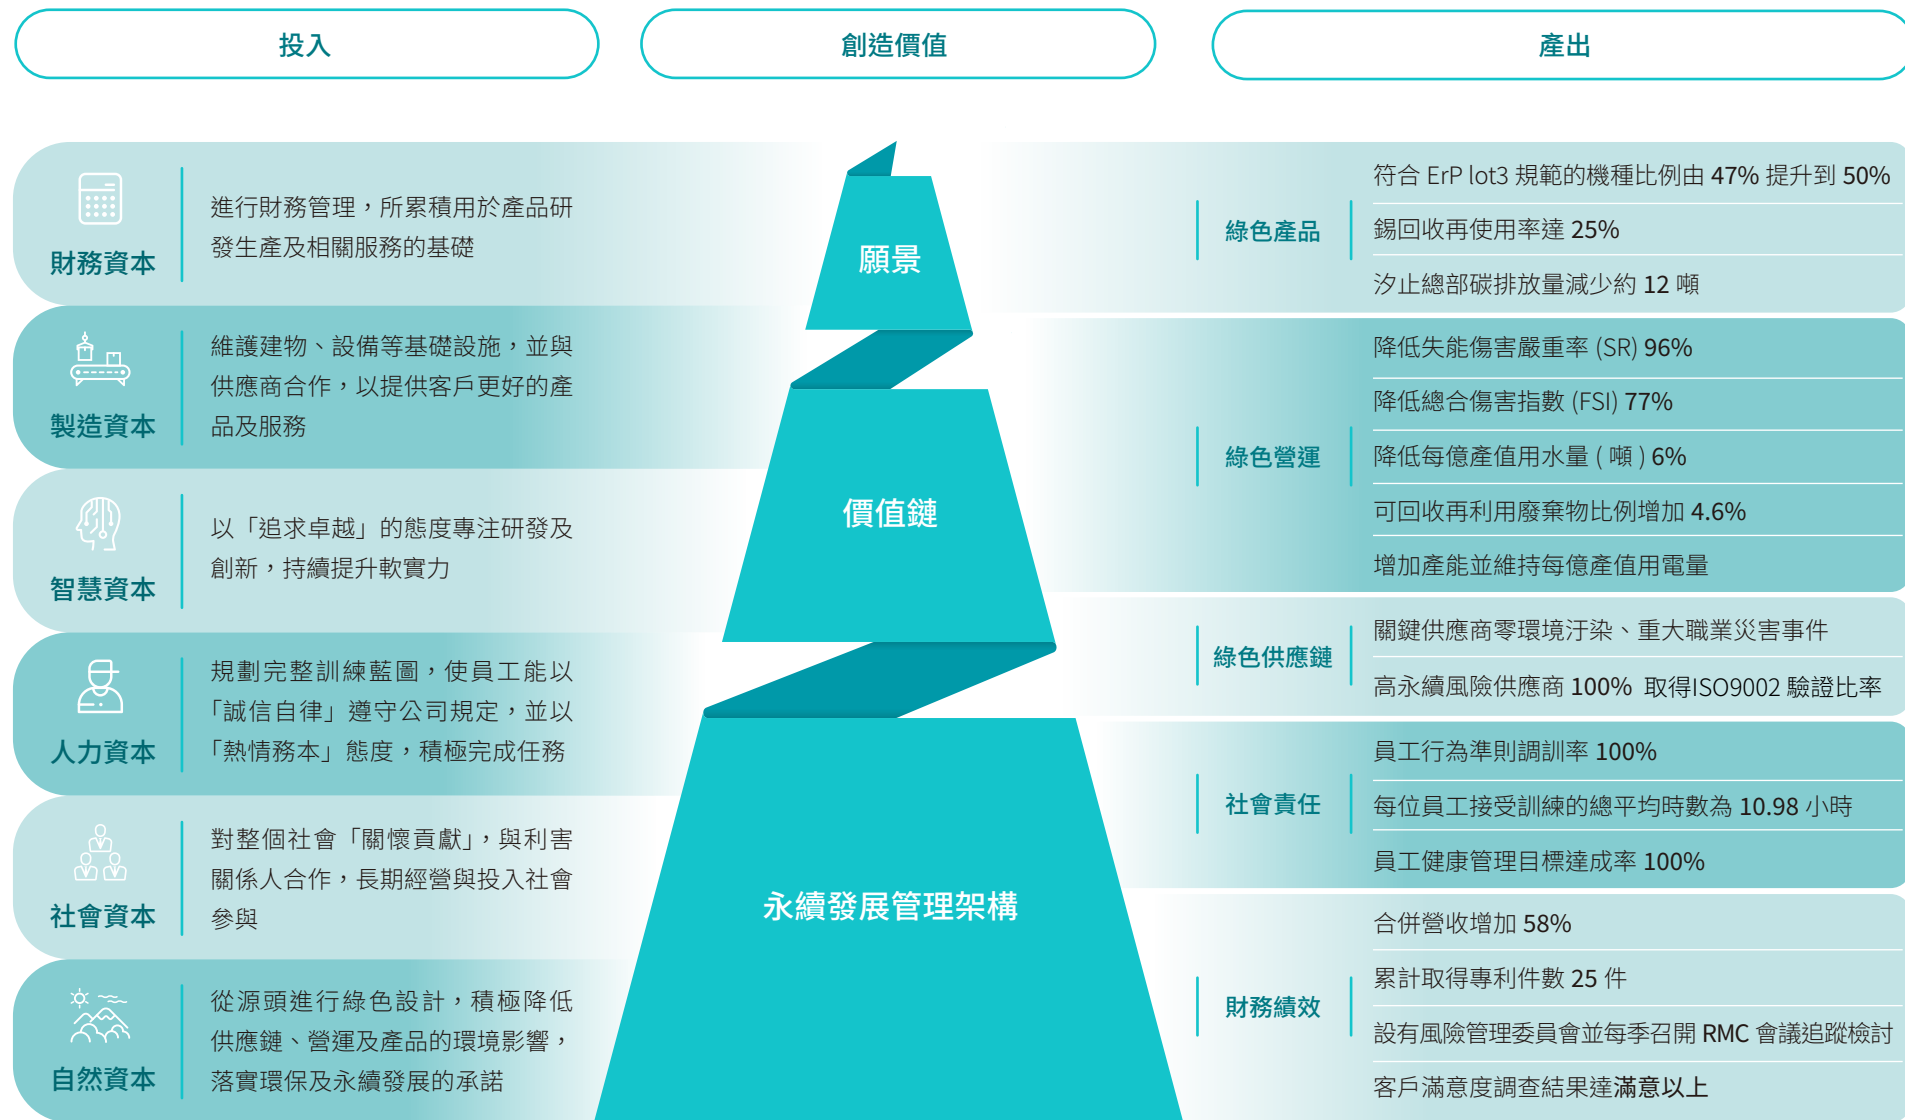 投入
創造價值
產出
財務資本
進行財務管理，所累積用於產品研
發生產及相關服務的基礎
製造資本
維護建物、設備等基礎設施，並與
供應商合作，以提供客戶更好的產
品及服務
智慧資本
以「追求卓越」的態度專注研發及
創新，持續提升軟實力
人力資本
規劃完整訓練藍圖，使員工能以
「誠信自律」遵守公司規定，並以
「熱情務本」態度，積極完成任務
社會資本
對整個社會「關懷貢獻」，與利害
關係人合作，長期經營與投入社會
參與
自然資本
從源頭進行綠色設計，積極降低
供應鏈、營運及產品的環境影響，
落實環保及永續發展的承諾
願景
價值鏈
永續發展管理架構
綠色產品
符合 ErP lot3 規範的機種比例由 47% 提升到 50%
錫回收再使用率達 25%
汐止總部碳排放量減少約 12 噸
綠色營運
降低失能傷害嚴重率 (SR) 96%
降低總合傷害指數 (FSI) 77%
降低每億產值用水量 ( 噸 ) 6%
可回收再利用廢棄物比例增加 4.6%
增加產能並維持每億產值用電量
綠色供應鏈
關鍵供應商零環境汙染、重大職業災害事件
高永續風險供應商 100% 取得ISO9002 驗證比率
社會責任
員工行為準則調訓率 100%
每位員工接受訓練的總平均時數為 10.98 小時
員工健康管理目標達成率 100%
財務績效
合併營收增加 58%
累計取得專利件數 25 件
設有風險管理委員會並每季召開 RMC 會議追蹤檢討
客戶滿意度調查結果達滿意以上